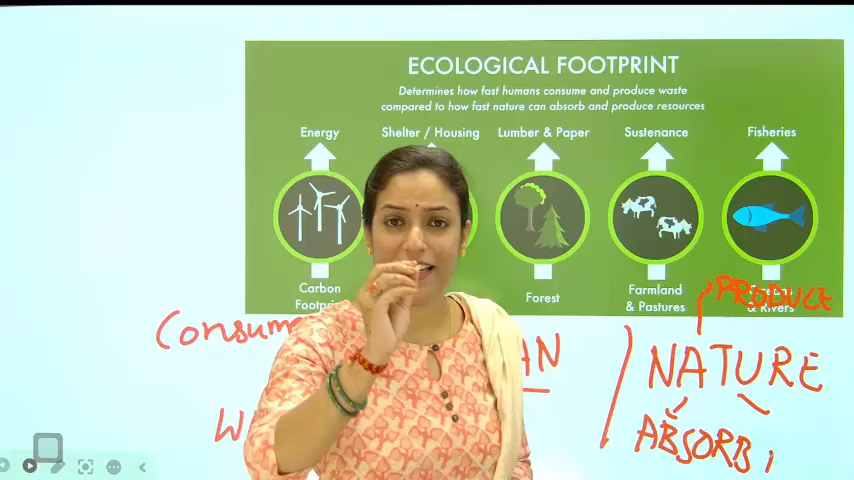 ECOLOGICAL FOOTPRINT
Determines how fast humans consume and produce waste
compared to how fast nature can absorb and produce resources
Energy
Shelter / Housing
Lumber & Paper
Sustenance
Fisheries
Carbon
Forest
Farmland
& Pastures
& Rivers
PRODUCE
NATURE
ABSORB